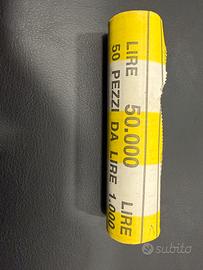 LIRE 50.000 LIRE
50 PEZZI DA LIRE 1.000
subito